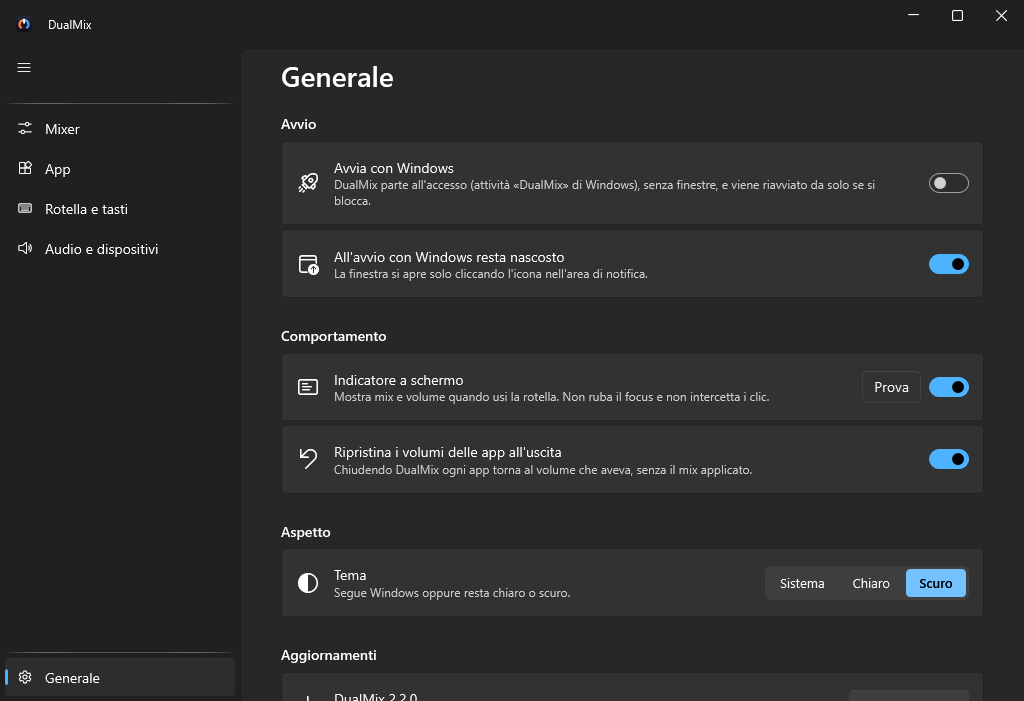 DualMix
Generale
Avvio
Mixer
App
Rotella e tasti
Audio e dispositivi
Avvia con Windows
DualMix parte all'accesso (attività «DualMix» di Windows), senza finestre, e viene riavviato da solo se si
blocca.
All'avvio con Windows resta nascosto
La finestra si apre solo cliccando l'icona nell'area di notifica.
Comportamento
Indicatore a schermo
Mostra mix e volume quando usi la rotella. Non ruba il focus e non intercetta i clic.
Prova
Ripristina i volumi delle app all'uscita
Chiudendo DualMix ogni app torna al volume che aveva, senza il mix applicato.
Aspetto
Tema
Segue Windows oppure resta chiaro o scuro.
Sistema
Chiaro
Scuro
Aggiornamenti
Generale
DualMix 2.2.0